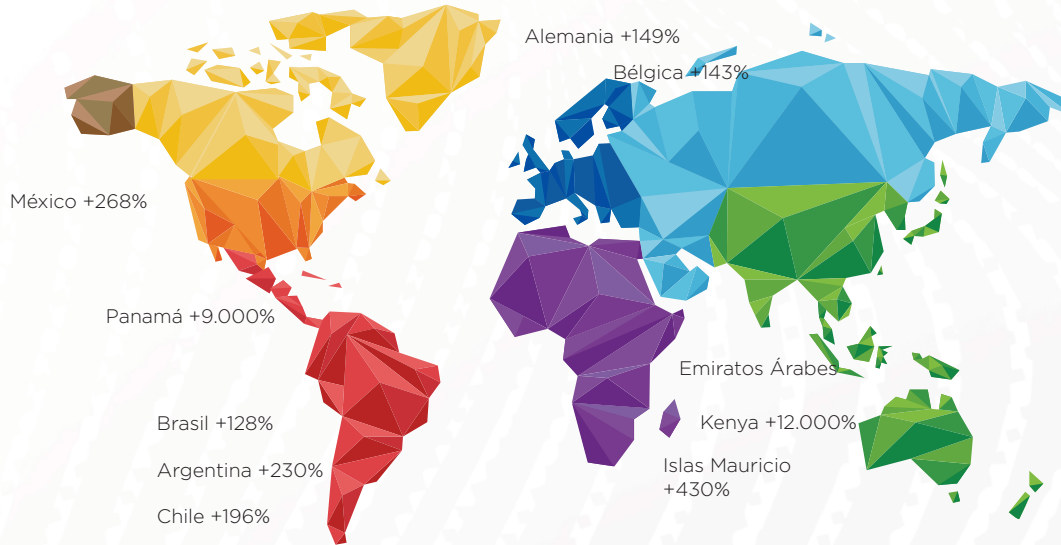 Alemania +149%
Bélgica +143%
México +268%
Panamá +9.000%
Emiratos Árabes
Brasil +128%
Kenya +12.000%
Argentina +230%
Islas Mauricio
+430%
Chile +196%